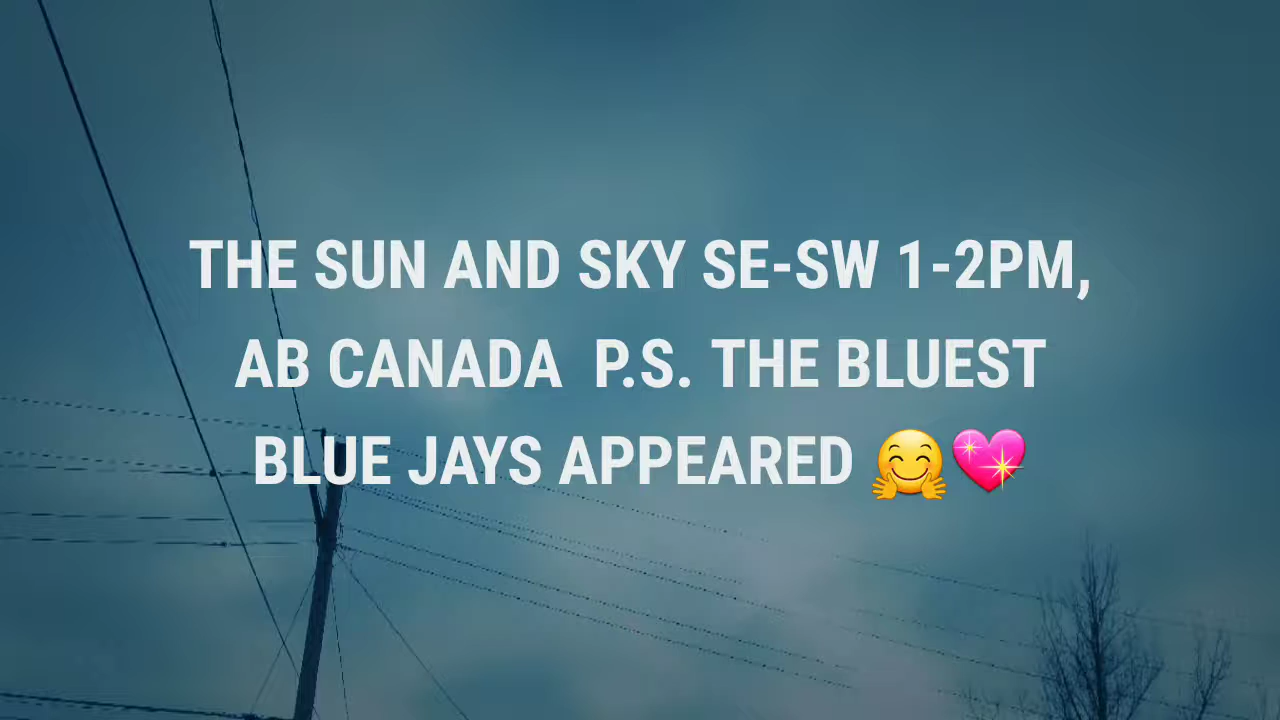 THE SUN AND SKY SE-SW 1-2PM,
AB CANADA  P.S. THE BLUEST
BLUE JAYS APPEARED 🤗💖